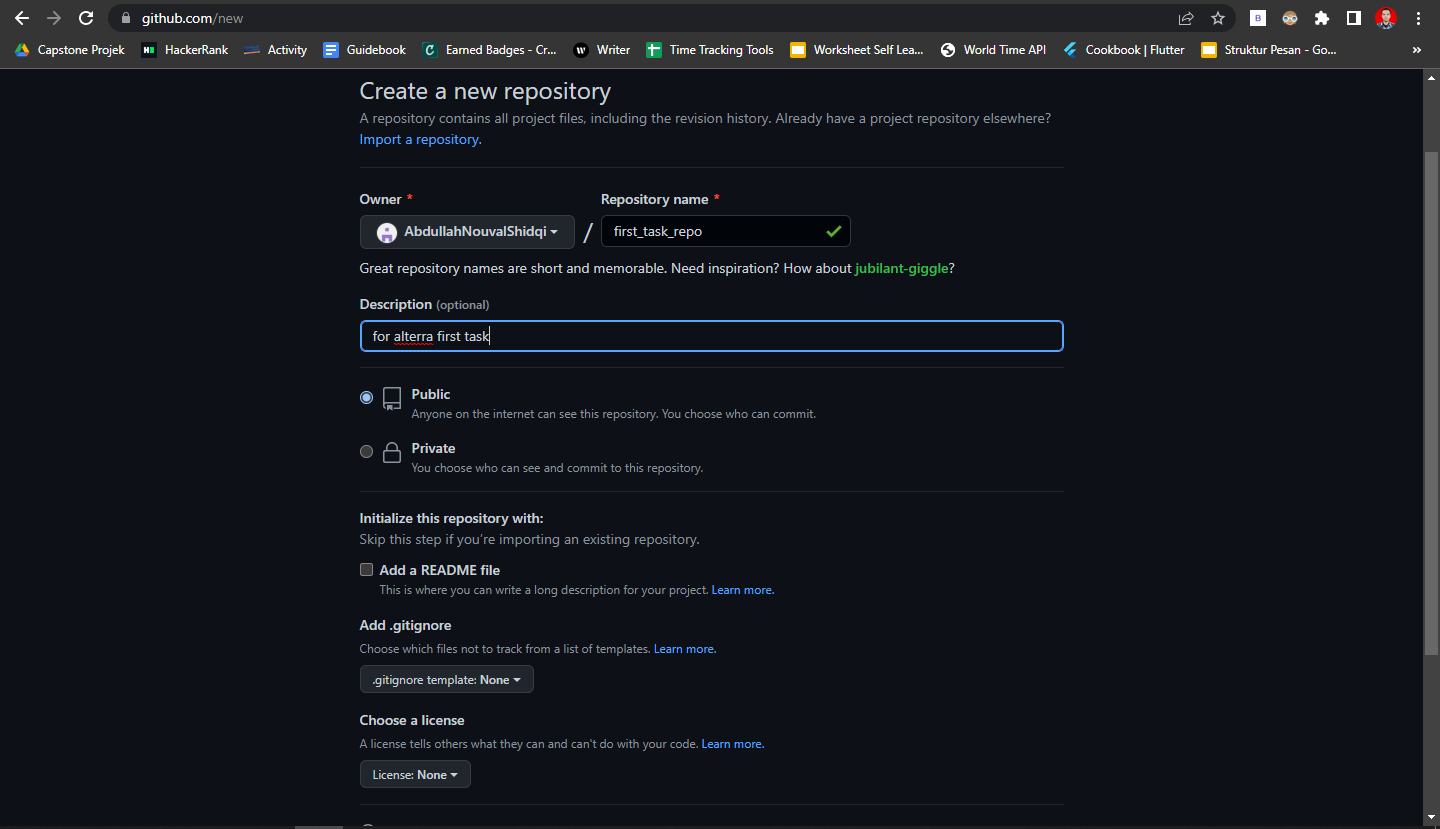 github.com/new
Capstone Projek HackerRank Activity Guidebook Earned Badges - Cr... Writer Time Tracking Tools Worksheet Self Lea... World Time API Cookbook | Flutter Struktur Pesan - Go... »
Create a new repository
A repository contains all project files, including the revision history. Already have a project repository elsewhere?
Import a repository.
Owner * Repository name *
AbdullahNouvalShidqi / first_task_repo
Great repository names are short and memorable. Need inspiration? How about jubilant-giggle?
Description (optional)
for alterra first task
Public
Anyone on the internet can see this repository. You choose who can commit.
Private
You choose who can see and commit to this repository.
Initialize this repository with:
Skip this step if you're importing an existing repository.
Add a README file
This is where you can write a long description for your project. Learn more.
Add .gitignore
Choose which files not to track from a list of templates. Learn more.
.gitignore template: None
Choose a license
A license tells others what they can and can't do with your code. Learn more.
License: None